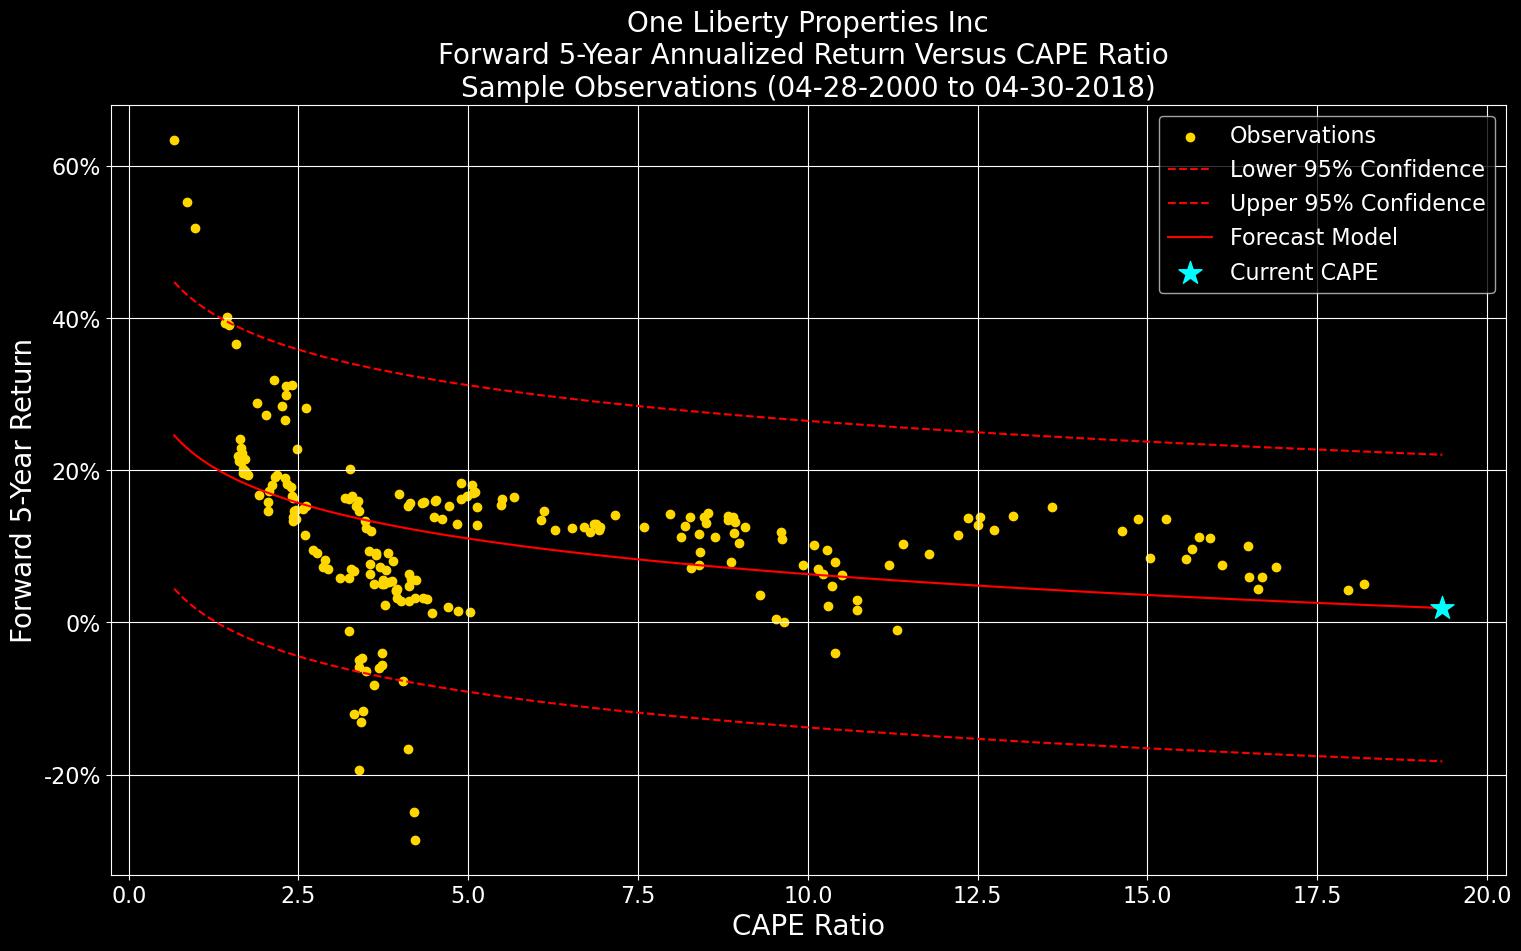 One Liberty Properties Inc
Forward 5-Year Annualized Return Versus CAPE Ratio
Sample Observations (04-28-2000 to 04-30-2018)
Observations
Lower 95% Confidence
Upper 95% Confidence
Forecast Model
Current CAPE
Forward 5-Year Return
60%
40%
20%
0%
-20%
0.0 2.5 5.0 7.5 10.0 12.5 15.0 17.5 20.0
CAPE Ratio